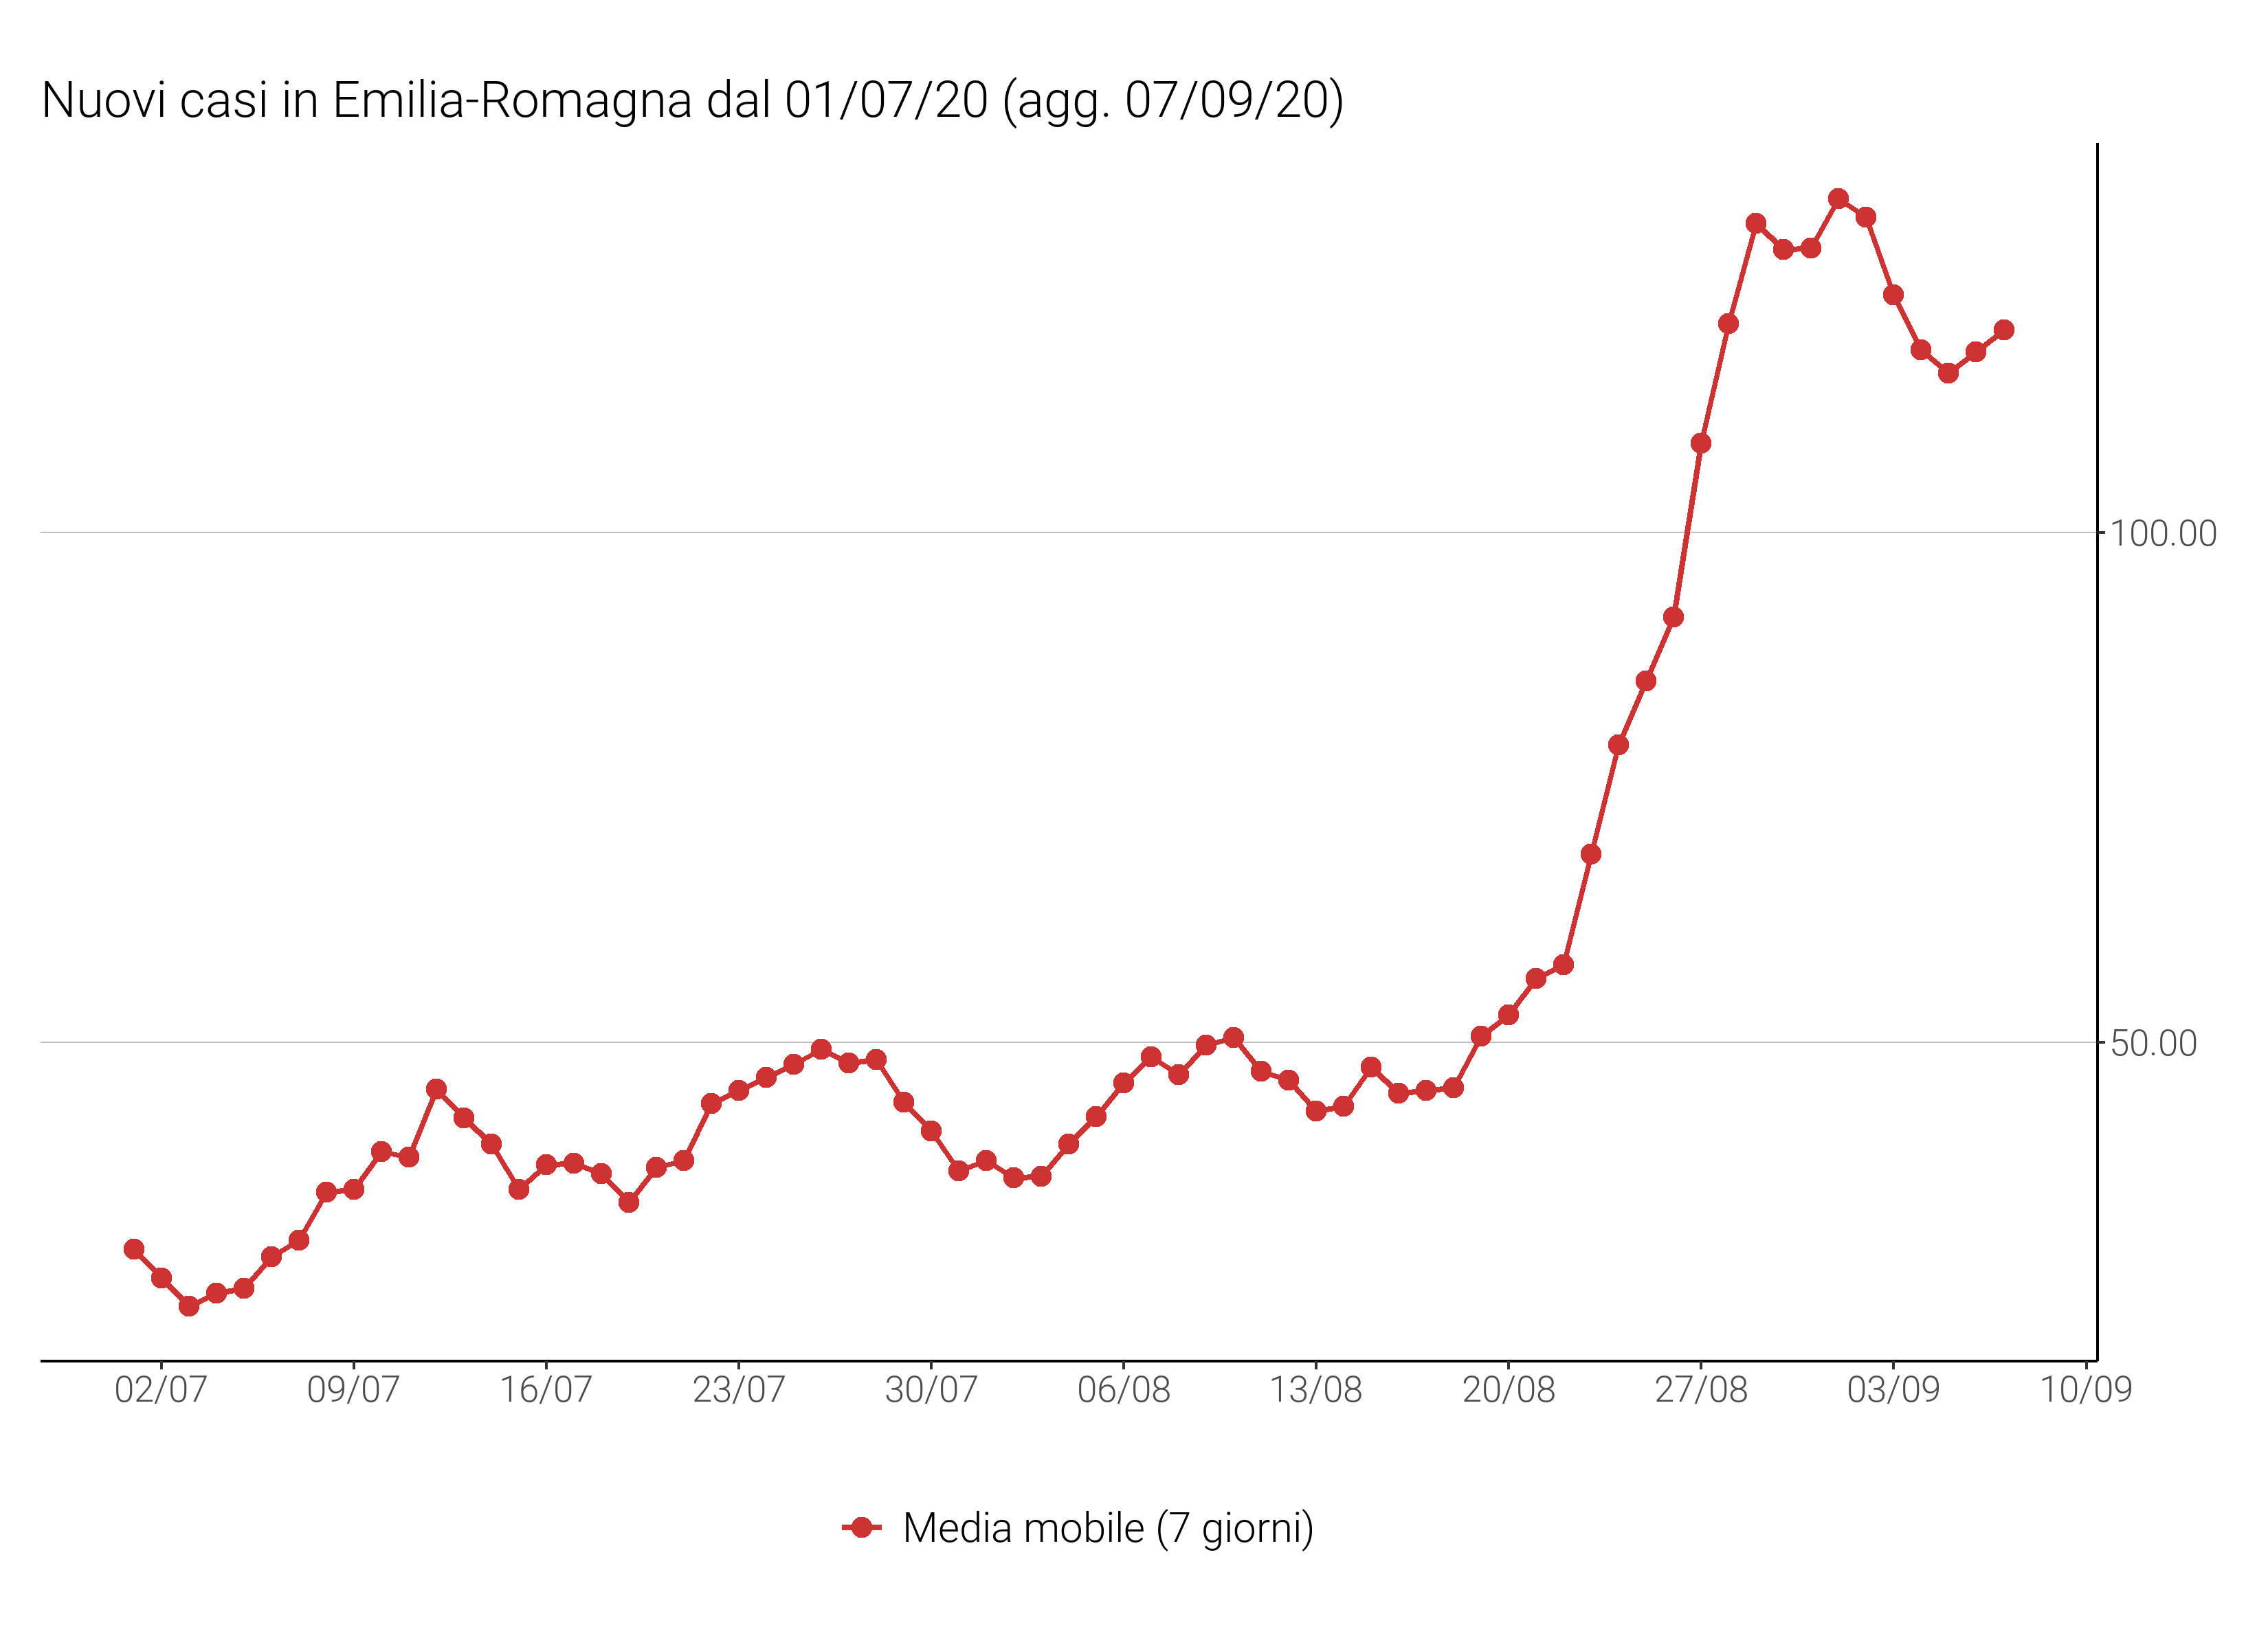 Nuovi casi in Emilia-Romagna dal 01/07/20 (agg. 07/09/20)
100.00
50.00
02/07 09/07 16/07 23/07 30/07 06/08 13/08 20/08 27/08 03/09 10/09
Media mobile (7 giorni)